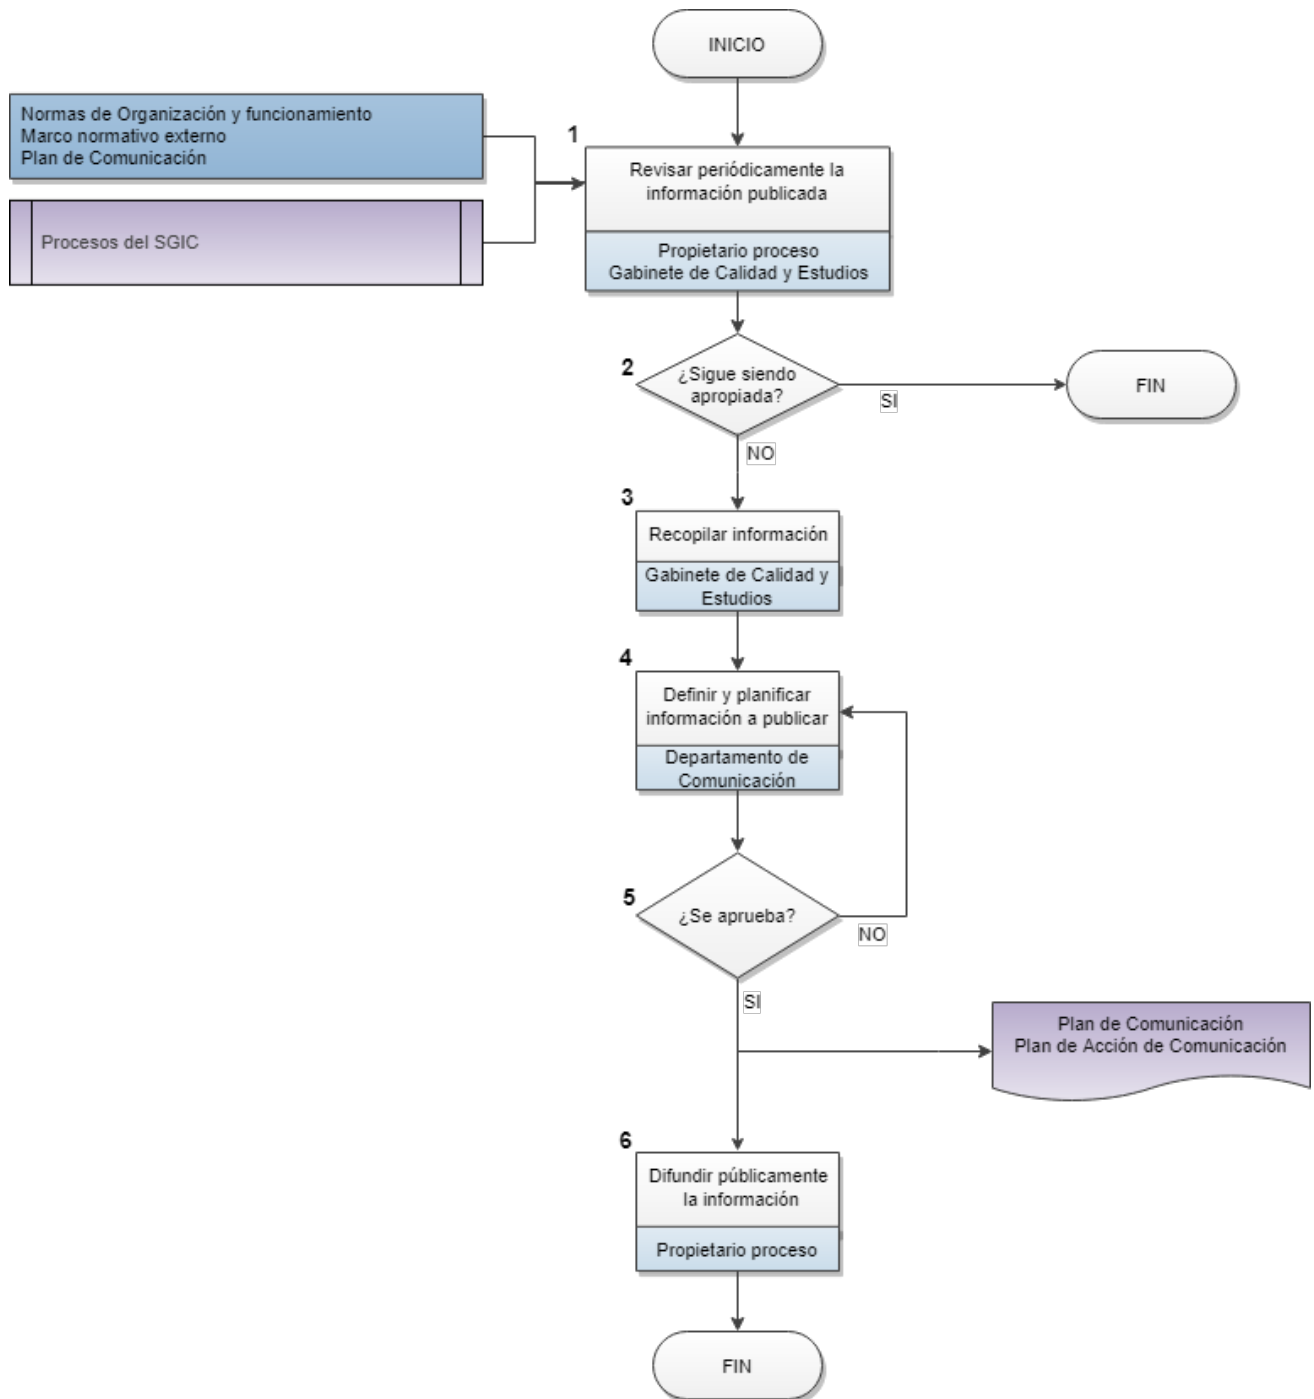 INICIO
Normas de Organización y funcionamiento
Marco normativo externo
Plan de Comunicación
Procesos del SGIC
1
Revisar periódicamente la
información publicada
Propietario proceso
Gabinete de Calidad y Estudios
2
¿Sigue siendo
apropiada?
SI
FIN
NO
3
Recopilar información
Gabinete de Calidad y
Estudios
4
Definir y planificar
información a publicar
Departamento de
Comunicación
5
¿Se aprueba?
NO
SI
Plan de Comunicación
Plan de Acción de Comunicación
6
Difundir públicamente
la información
Propietario proceso
FIN